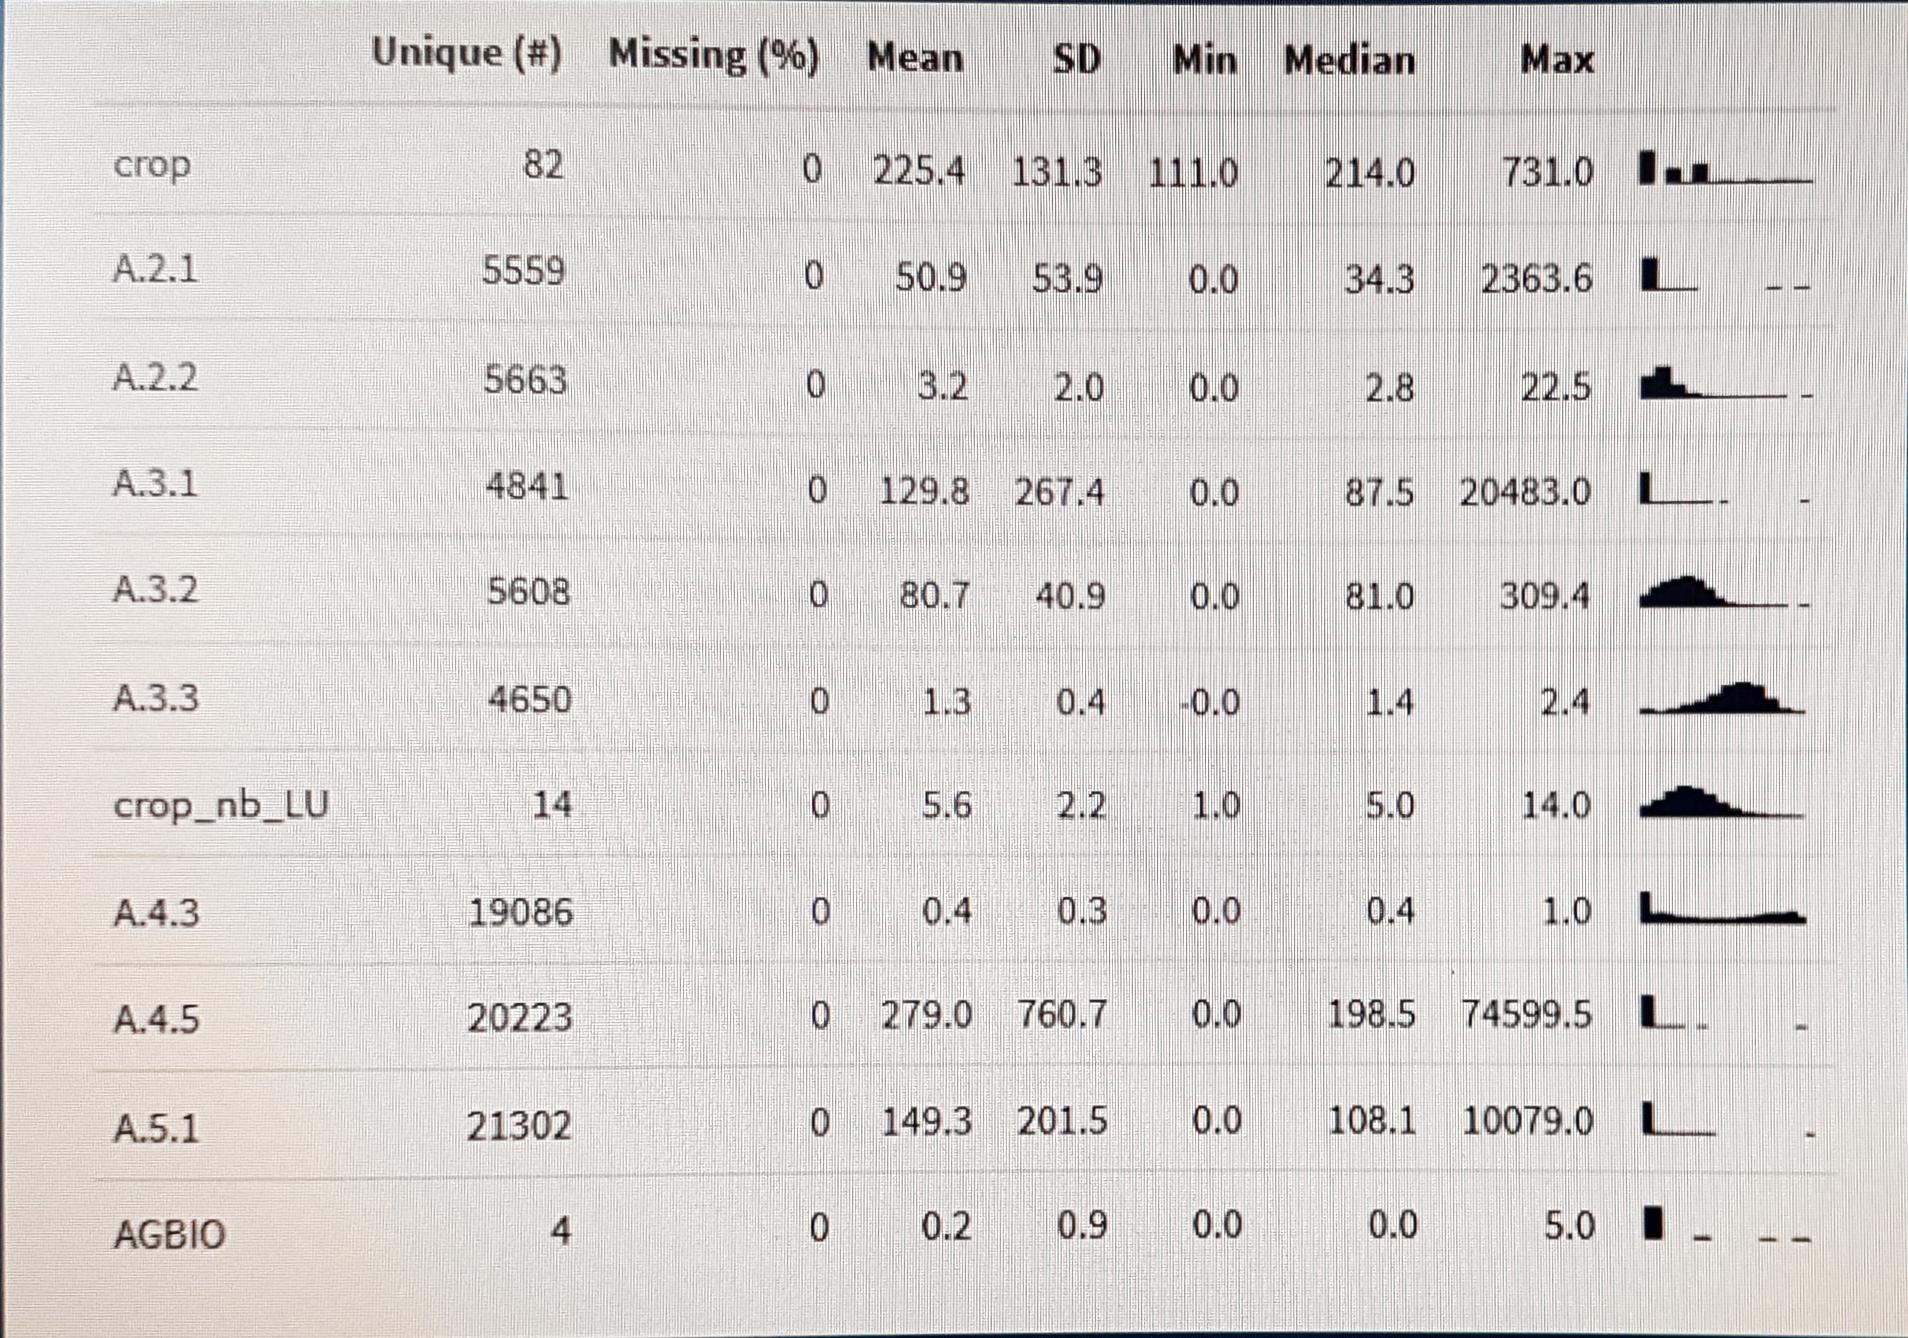 Unique (#) Missing (%) Mean SD Min Median Max
crop 82 0 225.4 131.3 111.0 214.0 731.0
A.2.1 5559 0 50.9 53.9 0.0 34.3 2363.6
A.2.2 5663 0 3.2 2.0 0.0 2.8 22.5
A.3.1 4841 0 129.8 267.4 0.0 87.5 20483.0
A.3.2 5608 0 80.7 40.9 0.0 81.0 309.4
A.3.3 4650 0 1.3 0.4 -0.0 1.4 2.4
crop_nb_LU 14 0 5.6 2.2 1.0 5.0 14.0
A.4.3 19086 0 0.4 0.3 0.0 0.4 1.0
A.4.5 20223 0 279.0 760.7 0.0 198.5 74599.5
A.5.1 21302 0 149.3 201.5 0.0 108.1 10079.0
AGBIO 4 0 0.2 0.9 0.0 0.0 5.0